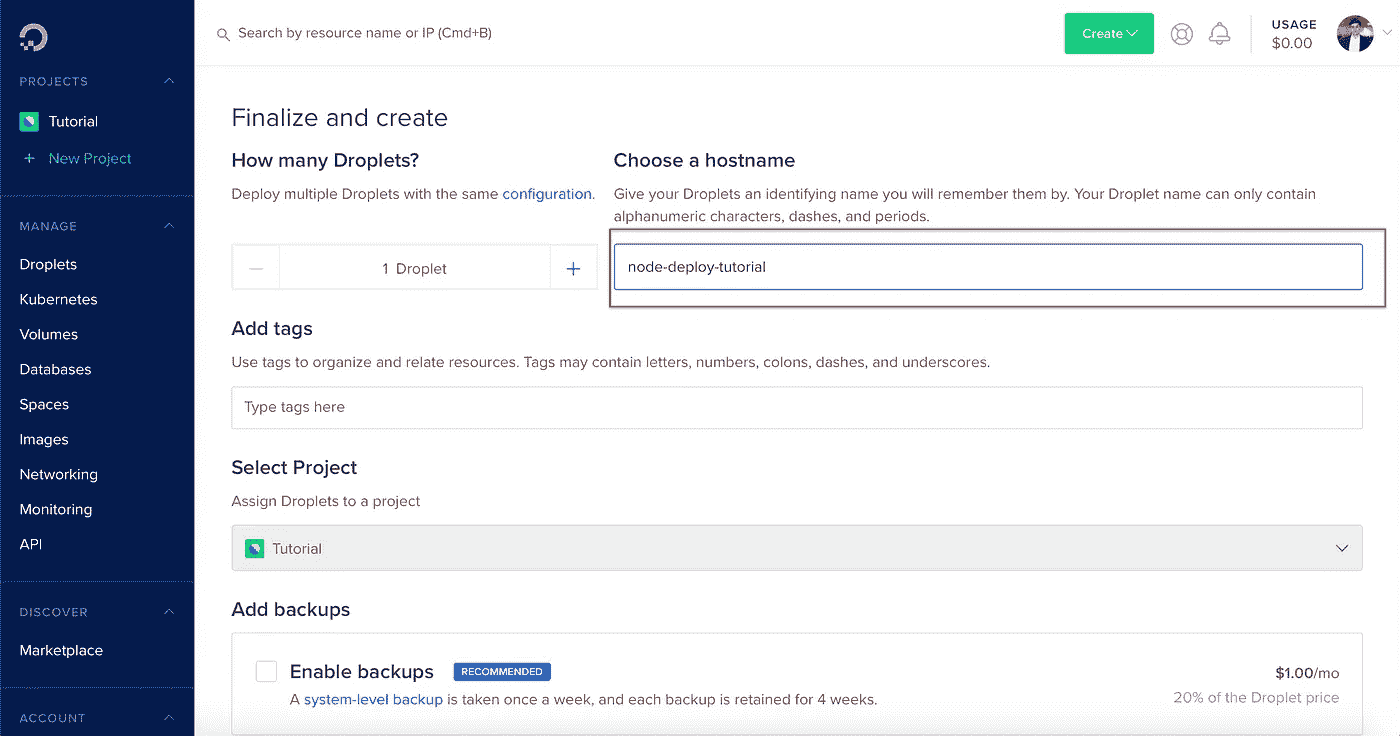 Search by resource name or IP (Cmd+B)
Create
USAGE
$0.00
PROJECTS
Tutorial
+ New Project
MANAGE
Droplets
Kubernetes
Volumes
Databases
Spaces
Images
Networking
Monitoring
API
DISCOVER
Marketplace
ACCOUNT
Finalize and create
How many Droplets?
Deploy multiple Droplets with the same configuration.
1 Droplet
Choose a hostname
Give your Droplets an identifying name you will remember them by. Your Droplet name can only contain
alphanumeric characters, dashes, and periods.
node-deploy-tutorial
Add tags
Use tags to organize and relate resources. Tags may contain letters, numbers, colons, dashes, and underscores.
Type tags here
Select Project
Assign Droplets to a project
Tutorial
Add backups
Enable backups RECOMMENDED
A system-level backup is taken once a week, and each backup is retained for 4 weeks.
$1.00/mo
20% of the Droplet price